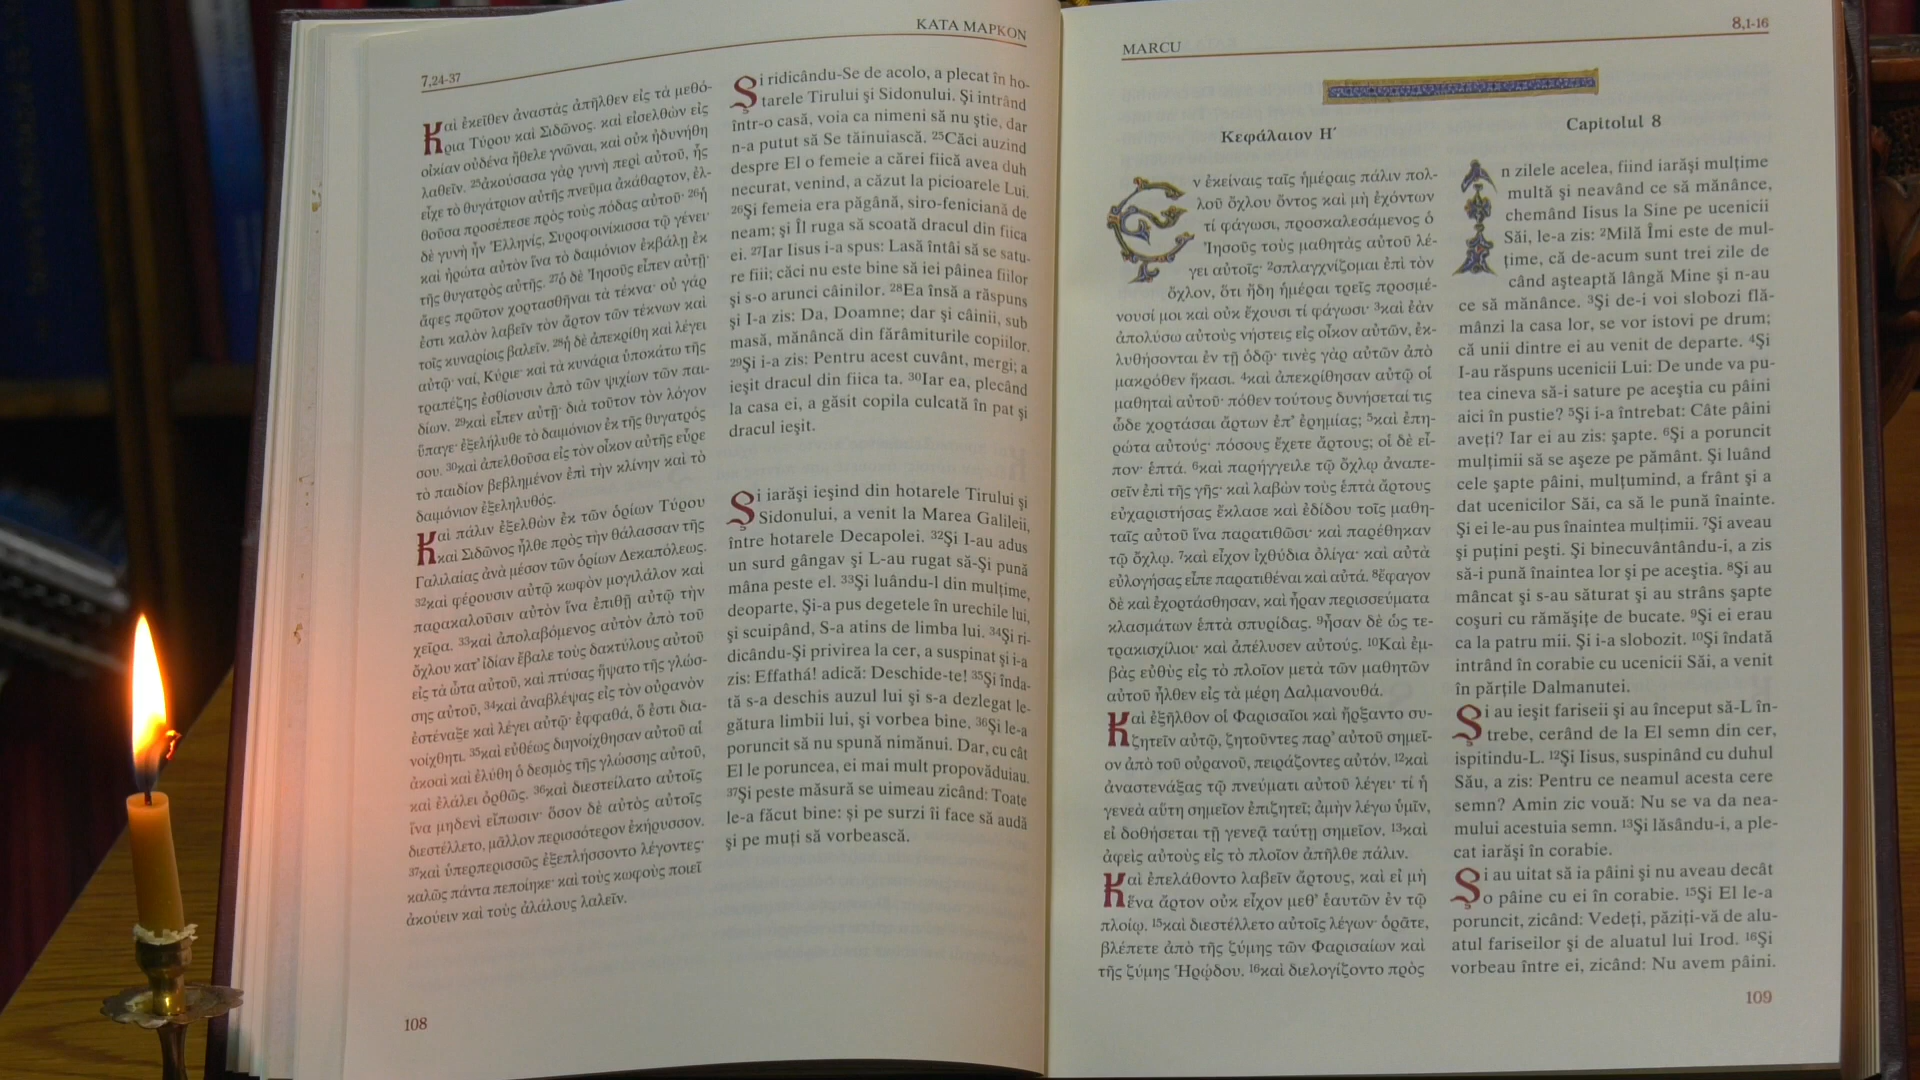 7,24-37
ΚΑΤΑ ΜΑΡΚΟΝ
Καὶ ἐκεῖθεν ἀναστὰς ἀπῆλθεν εἰς τὰ μεθό-
ρια Τύρου καὶ Σιδῶνος. καὶ εἰσελθὼν εἰς
οἰκίαν οὐδένα ἤθελε γνῶναι, καὶ οὐκ ἠδυνήθη
λαθεῖν. ²⁵ἀκούσασα γὰρ γυνὴ περὶ αὐτοῦ, ἧς
εἶχε τὸ θυγάτριον αὐτῆς πνεῦμα ἀκάθαρτον, ἐλ-
θοῦσα προσέπεσε πρὸς τοὺς πόδας αὐτοῦ· ²⁶ἡ
δὲ γυνὴ ἦν Ἑλληνίς, Συροφοινίκισσα τῷ γένει·
καὶ ἠρώτα αὐτὸν ἵνα τὸ δαιμόνιον ἐκβάλῃ ἐκ
τῆς θυγατρὸς αὐτῆς. ²⁷ὁ δὲ Ἰησοῦς εἶπεν αὐτῇ·
ἄφες πρῶτον χορτασθῆναι τὰ τέκνα· οὐ γάρ
ἐστι καλὸν λαβεῖν τὸν ἄρτον τῶν τέκνων καὶ
τοῖς κυναρίοις βαλεῖν. ²⁸ἡ δὲ ἀπεκρίθη καὶ λέγει
αὐτῷ· ναί, Κύριε· καὶ τὰ κυνάρια ὑποκάτω τῆς
τραπέζης ἐσθίουσιν ἀπὸ τῶν ψιχίων τῶν παι-
δίων. ²⁹καὶ εἶπεν αὐτῇ· διὰ τοῦτον τὸν λόγον
ὕπαγε· ἐξελήλυθε τὸ δαιμόνιον ἐκ τῆς θυγατρός
σου. ³⁰καὶ ἀπελθοῦσα εἰς τὸν οἶκον αὐτῆς εὗρε
τὸ παιδίον βεβλημένον ἐπὶ τὴν κλίνην καὶ τὸ
δαιμόνιον ἐξεληλυθός.
Καὶ πάλιν ἐξελθὼν ἐκ τῶν ὁρίων Τύρου
καὶ Σιδῶνος ἦλθε πρὸς τὴν θάλασσαν τῆς
Γαλιλαίας ἀνὰ μέσον τῶν ὁρίων Δεκαπόλεως.
³²καὶ φέρουσιν αὐτῷ κωφὸν μογιλάλον καὶ
παρακαλοῦσιν αὐτὸν ἵνα ἐπιθῇ αὐτῷ τὴν
χεῖρα. ³³καὶ ἀπολαβόμενος αὐτὸν ἀπὸ τοῦ
ὄχλου κατ' ἰδίαν ἔβαλε τοὺς δακτύλους αὐτοῦ
εἰς τὰ ὦτα αὐτοῦ, καὶ πτύσας ἥψατο τῆς γλώσ-
σης αὐτοῦ, ³⁴καὶ ἀναβλέψας εἰς τὸν οὐρανὸν
ἐστέναξε καὶ λέγει αὐτῷ· ἐφφαθά, ὅ ἐστι δια-
νοίχθητι. ³⁵καὶ εὐθέως διηνοίχθησαν αὐτοῦ αἱ
ἀκοαὶ καὶ ἐλύθη ὁ δεσμὸς τῆς γλώσσης αὐτοῦ,
καὶ ἐλάλει ὀρθῶς. ³⁶καὶ διεστείλατο αὐτοῖς
ἵνα μηδενὶ εἴπωσιν· ὅσον δὲ αὐτὸς αὐτοῖς
διεστέλλετο, μᾶλλον περισσότερον ἐκήρυσσον.
³⁷καὶ ὑπερπερισσῶς ἐξεπλήσσοντο λέγοντες·
καλῶς πάντα πεποίηκε· καὶ τοὺς κωφοὺς ποιεῖ
ἀκούειν καὶ τοὺς ἀλάλους λαλεῖν.
Şi ridicându-Se de acolo, a plecat în ho-
tarele Tirului şi Sidonului. Şi intrând
într-o casă, voia ca nimeni să nu ştie, dar
n-a putut să Se tăinuiască. ²⁵Căci auzind
despre El o femeie a cărei fiică avea duh
necurat, venind, a căzut la picioarele Lui.
²⁶Şi femeia era păgână, siro-feniciană de
neam; şi Îl ruga să scoată dracul din fiica
ei. ²⁷Iar Iisus i-a spus: Lasă întâi să se satu-
re fiii; căci nu este bine să iei pâinea fiilor
şi s-o arunci câinilor. ²⁸Ea însă a răspuns
şi I-a zis: Da, Doamne; dar şi câinii, sub
masă, mănâncă din fărâmiturile copiilor.
²⁹Şi i-a zis: Pentru acest cuvânt, mergi; a
ieşit dracul din fiica ta. ³⁰Iar ea, plecând
la casa ei, a găsit copila culcată în pat şi
dracul ieşit.
Şi iarăşi ieşind din hotarele Tirului şi
Sidonului, a venit la Marea Galileii,
între hotarele Decapolei. ³²Şi I-au adus
un surd gângav şi L-au rugat să-Şi pună
mâna peste el. ³³Şi luându-l din mulţime,
deoparte, Şi-a pus degetele în urechile lui,
şi scuipând, S-a atins de limba lui. ³⁴Şi ri-
dicându-Şi privirea la cer, a suspinat şi i-a
zis: Effathá! adică: Deschide-te! ³⁵Şi înda-
tă s-a deschis auzul lui şi s-a dezlegat le-
gătura limbii lui, şi vorbea bine. ³⁶Şi le-a
poruncit să nu spună nimănui. Dar, cu cât
El le poruncea, ei mai mult propovăduiau.
³⁷Şi peste măsură se uimeau zicând: Toate
le-a făcut bine: şi pe surzi îi face să audă
şi pe muţi să vorbească.
108
MARCU
8,1-16
Κεφάλαιον Η΄
Ἐν ἐκείναις ταῖς ἡμέραις πάλιν πολ-
λοῦ ὄχλου ὄντος καὶ μὴ ἐχόντων
τί φάγωσι, προσκαλεσάμενος ὁ
Ἰησοῦς τοὺς μαθητὰς αὐτοῦ λέ-
γει αὐτοῖς· ²σπλαγχνίζομαι ἐπὶ τὸν
ὄχλον, ὅτι ἤδη ἡμέραι τρεῖς προσμέ-
νουσί μοι καὶ οὐκ ἔχουσι τί φάγωσι· ³καὶ ἐὰν
ἀπολύσω αὐτοὺς νήστεις εἰς οἶκον αὐτῶν, ἐκ-
λυθήσονται ἐν τῇ ὁδῷ· τινὲς γὰρ αὐτῶν ἀπὸ
μακρόθεν ἥκασι. ⁴καὶ ἀπεκρίθησαν αὐτῷ οἱ
μαθηταὶ αὐτοῦ· πόθεν τούτους δυνήσεταί τις
ὧδε χορτάσαι ἄρτων ἐπ' ἐρημίας; ⁵καὶ ἐπη-
ρώτα αὐτούς· πόσους ἔχετε ἄρτους; οἱ δὲ εἶ-
πον· ἑπτά. ⁶καὶ παρήγγειλε τῷ ὄχλῳ ἀναπε-
σεῖν ἐπὶ τῆς γῆς· καὶ λαβὼν τοὺς ἑπτὰ ἄρτους
εὐχαριστήσας ἔκλασε καὶ ἐδίδου τοῖς μαθη-
ταῖς αὐτοῦ ἵνα παρατιθῶσι· καὶ παρέθηκαν
τῷ ὄχλῳ. ⁷καὶ εἶχον ἰχθύδια ὀλίγα· καὶ αὐτὰ
εὐλογήσας εἶπε παρατιθέναι καὶ αὐτά. ⁸ἔφαγον
δὲ καὶ ἐχορτάσθησαν, καὶ ἦραν περισσεύματα
κλασμάτων ἑπτὰ σπυρίδας. ⁹ἦσαν δὲ ὡς τε-
τρακισχίλιοι· καὶ ἀπέλυσεν αὐτούς. ¹⁰Καὶ ἐμ-
βὰς εὐθὺς εἰς τὸ πλοῖον μετὰ τῶν μαθητῶν
αὐτοῦ ἦλθεν εἰς τὰ μέρη Δαλμανουθά.
Καὶ ἐξῆλθον οἱ Φαρισαῖοι καὶ ἤρξαντο συ-
ζητεῖν αὐτῷ, ζητοῦντες παρ' αὐτοῦ σημεῖ-
ον ἀπὸ τοῦ οὐρανοῦ, πειράζοντες αὐτόν. ¹²καὶ
ἀναστενάξας τῷ πνεύματι αὐτοῦ λέγει· τί ἡ
γενεὰ αὕτη σημεῖον ἐπιζητεῖ; ἀμὴν λέγω ὑμῖν,
εἰ δοθήσεται τῇ γενεᾷ ταύτῃ σημεῖον. ¹³καὶ
ἀφεὶς αὐτοὺς εἰς τὸ πλοῖον ἀπῆλθε πάλιν.
Καὶ ἐπελάθοντο λαβεῖν ἄρτους, καὶ εἰ μὴ
ἕνα ἄρτον οὐκ εἶχον μεθ' ἑαυτῶν ἐν τῷ
πλοίῳ. ¹⁵καὶ διεστέλλετο αὐτοῖς λέγων· ὁρᾶτε,
βλέπετε ἀπὸ τῆς ζύμης τῶν Φαρισαίων καὶ
τῆς ζύμης Ἡρῴδου. ¹⁶καὶ διελογίζοντο πρὸς
Capitolul 8
În zilele acelea, fiind iarăşi mulţime
multă şi neavând ce să mănânce,
chemând Iisus la Sine pe ucenicii
Săi, le-a zis: ²Milă Îmi este de mul-
ţime, că de-acum sunt trei zile de
când aşteaptă lângă Mine şi n-au
ce să mănânce. ³Şi de-i voi slobozi flă-
mânzi la casa lor, se vor istovi pe drum;
că unii dintre ei au venit de departe. ⁴Şi
I-au răspuns ucenicii Lui: De unde va pu-
tea cineva să-i sature pe aceştia cu pâini
aici în pustie? ⁵Şi i-a întrebat: Câte pâini
aveţi? Iar ei au zis: şapte. ⁶Şi a poruncit
mulţimii să se aşeze pe pământ. Şi luând
cele şapte pâini, mulţumind, a frânt şi a
dat ucenicilor Săi, ca să le pună înainte.
Şi ei le-au pus înaintea mulţimii. ⁷Şi aveau
şi puţini peşti. Şi binecuvântându-i, a zis
să-i pună înaintea lor şi pe aceştia. ⁸Şi au
mâncat şi s-au săturat şi au strâns şapte
coşuri cu rămăşiţe de bucate. ⁹Şi ei erau
ca la patru mii. Şi i-a slobozit. ¹⁰Şi îndată
intrând în corabie cu ucenicii Săi, a venit
în părţile Dalmanutei.
Şi au ieşit fariseii şi au început să-L în-
trebe, cerând de la El semn din cer,
ispitindu-L. ¹²Şi Iisus, suspinând cu duhul
Său, a zis: Pentru ce neamul acesta cere
semn? Amin zic vouă: Nu se va da nea-
mului acestuia semn. ¹³Şi lăsându-i, a ple-
cat iarăşi în corabie.
Şi au uitat să ia pâini şi nu aveau decât
o pâine cu ei în corabie. ¹⁵Şi El le-a
poruncit, zicând: Vedeţi, păziţi-vă de alu-
atul fariseilor şi de aluatul lui Irod. ¹⁶Şi
vorbeau între ei, zicând: Nu avem pâini.
109